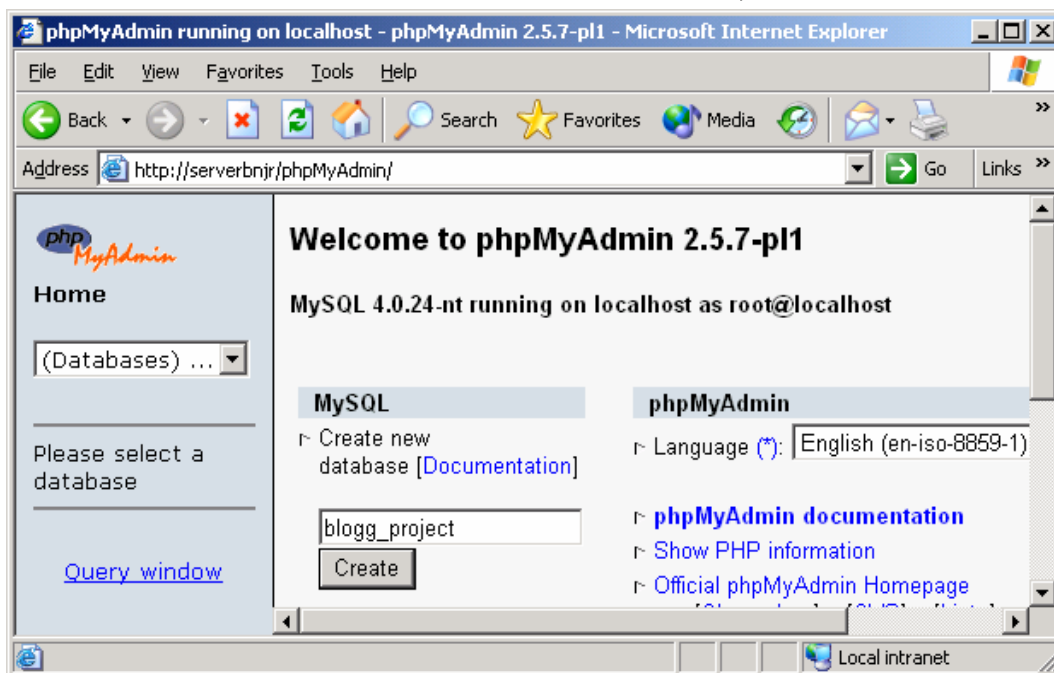 phpMyAdmin running on localhost - phpMyAdmin 2.5.7-pl1 - Microsoft Internet Explorer
File Edit View Favorites Tools Help
Back Search Favorites Media »
Address http://serverbnjr/phpMyAdmin/ Go Links »
php
MyAdmin
Home
(Databases) ...
Please select a
database
Query window
Welcome to phpMyAdmin 2.5.7-pl1
MySQL 4.0.24-nt running on localhost as root@localhost
MySQL
Create new
database [Documentation]
blogg_project
Create
phpMyAdmin
Language (*): English (en-iso-8859-1)
phpMyAdmin documentation
Show PHP information
Official phpMyAdmin Homepage
Local intranet